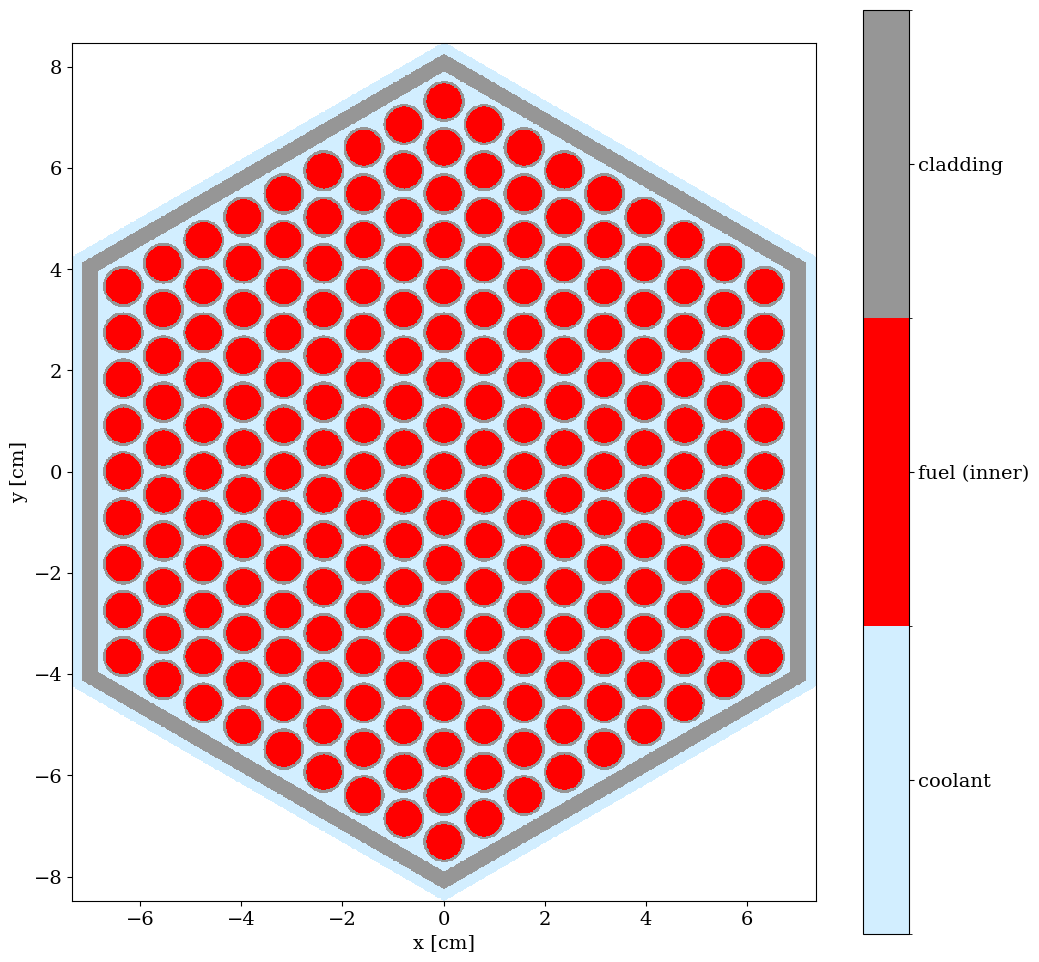 8
6
4
2
0
−2
−4
−6
−8
y [cm]
−6 −4 −2 0 2 4 6
x [cm]
cladding
fuel (inner)
coolant